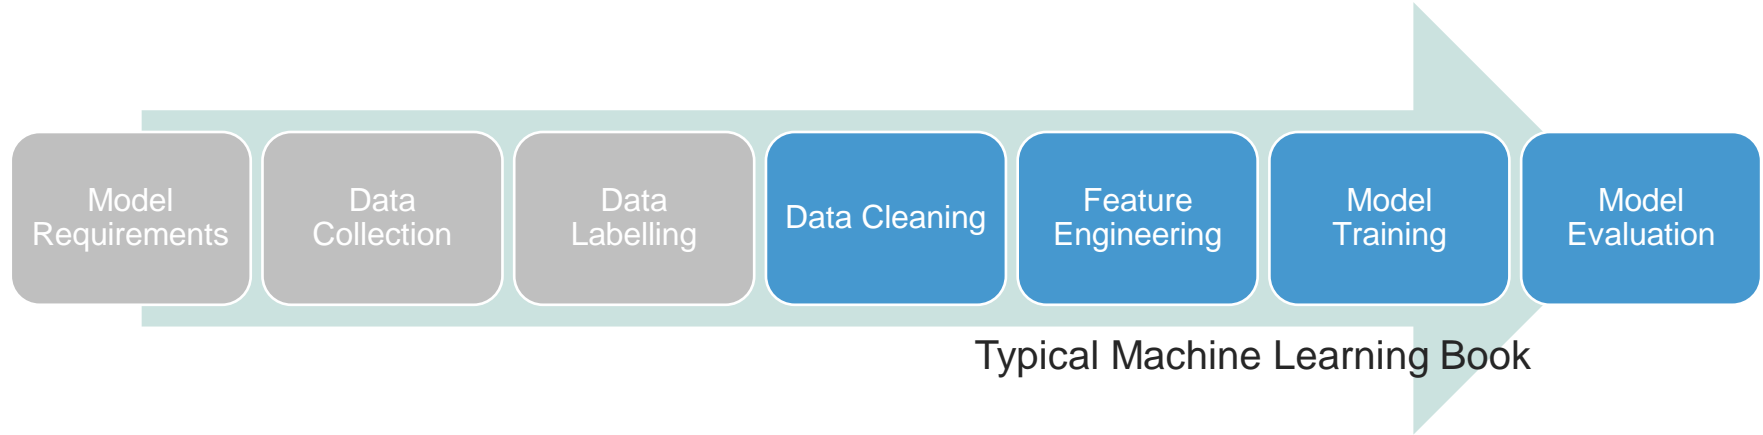 Model
Requirements
Data
Collection
Data
Labelling
Data Cleaning
Feature
Engineering
Model
Training
Model
Evaluation
Typical Machine Learning Book